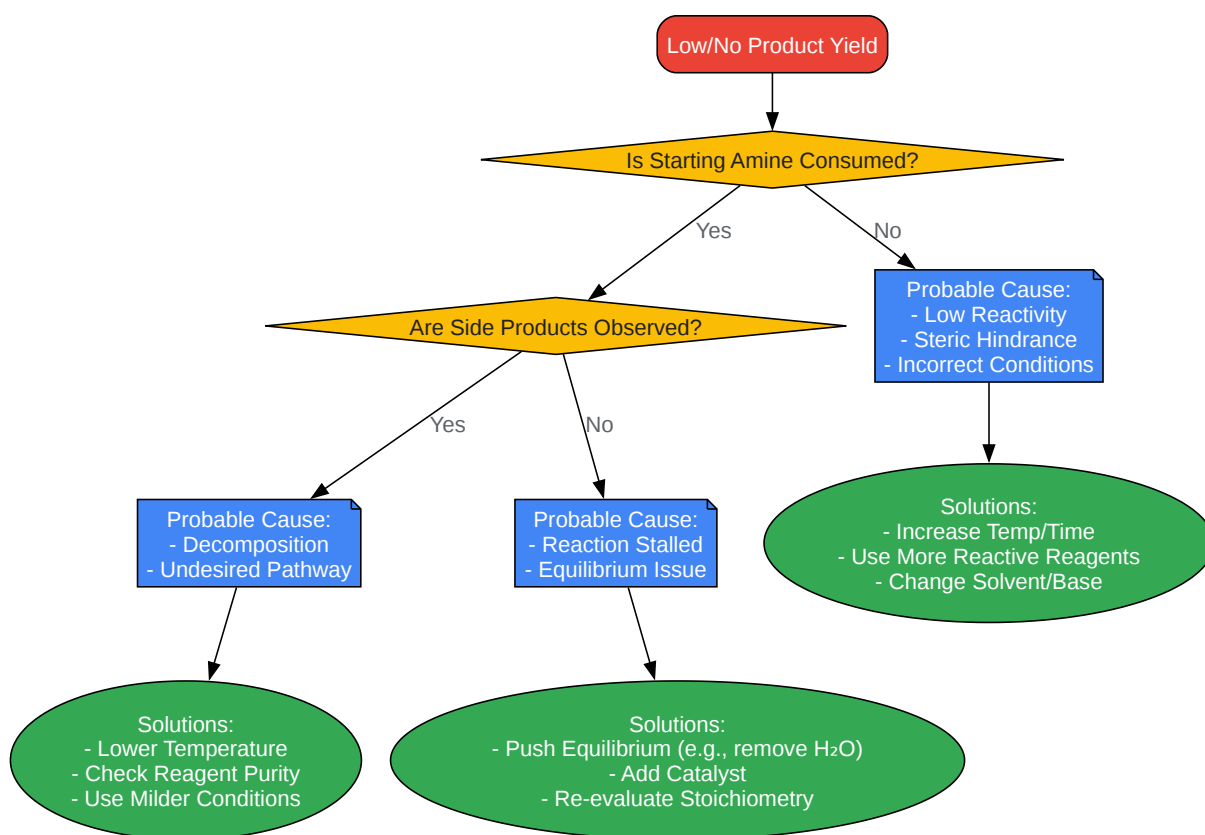 Low/No Product Yield
Is Starting Amine Consumed?
Yes
No
Are Side Products Observed?
Probable Cause:
- Low Reactivity
- Steric Hindrance
- Incorrect Conditions
Yes
No
Probable Cause:
- Decomposition
- Undesired Pathway
Probable Cause:
- Reaction Stalled
- Equilibrium Issue
Solutions:
- Increase Temp/Time
- Use More Reactive Reagents
- Change Solvent/Base
Solutions:
- Lower Temperature
- Check Reagent Purity
- Use Milder Conditions
Solutions:
- Push Equilibrium (e.g., remove H₂O)
- Add Catalyst
- Re-evaluate Stoichiometry